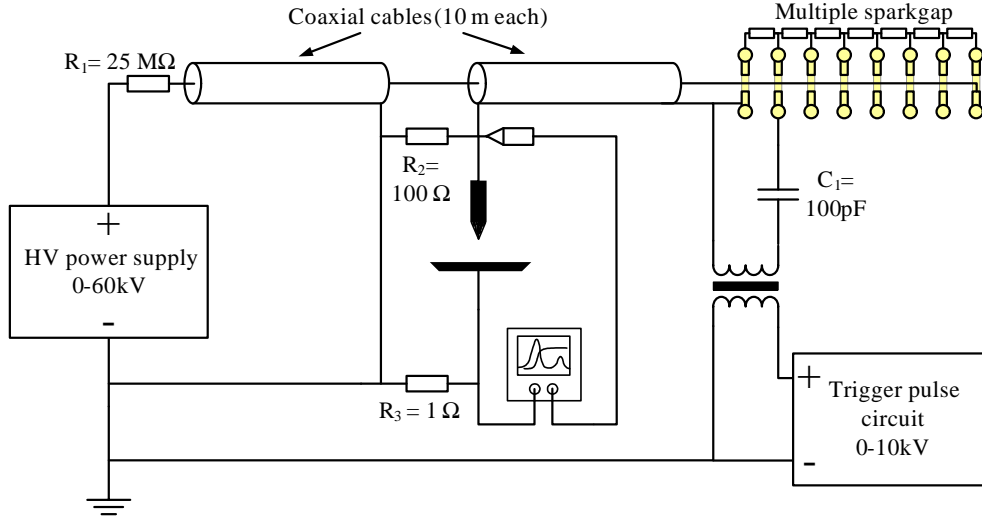 Coaxial cables(10 m each)
Multiple sparkgap
R₁= 25 MΩ
R₂=
100 Ω
C₁=
100pF
+
HV power supply
0-60kV
-
R₃ = 1 Ω
+
Trigger pulse
circuit
0-10kV
-